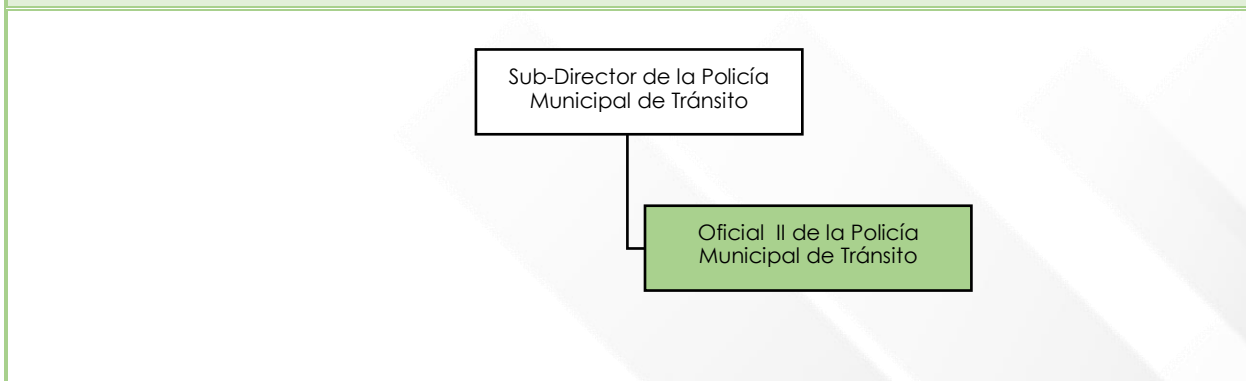 Sub-Director de la Policía
Municipal de Tránsito
Oficial II de la Policía
Municipal de Tránsito